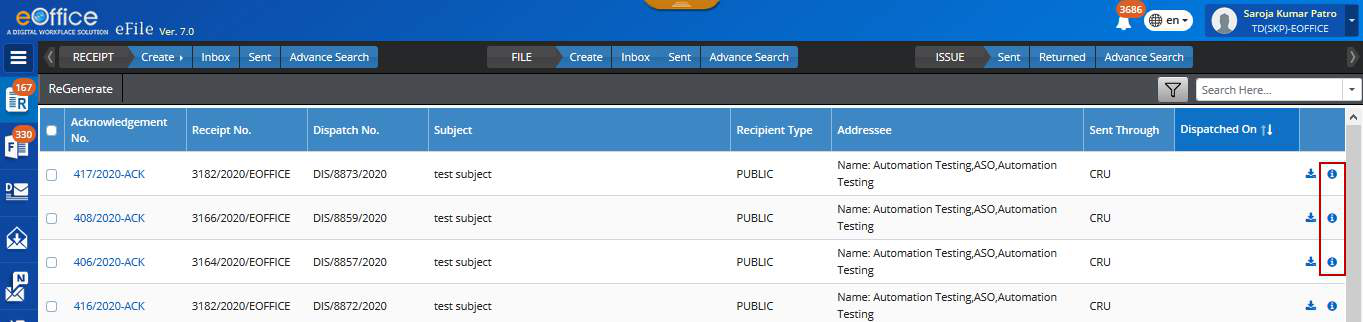 3686
eOffice
A DIGITAL WORKPLACE SOLUTION
eFile Ver. 7.0
en
Saroja Kumar Patro
TD(SKP)-EOFFICE
RECEIPT Create Inbox Sent Advance Search FILE Create Inbox Sent Advance Search ISSUE Sent Returned Advance Search
167
R
ReGenerate
Search Here...
330
F
D
N
Acknowledgement
No. Receipt No. Dispatch No. Subject Recipient Type Addressee Sent Through Dispatched On
417/2020-ACK 3182/2020/EOFFICE DIS/8873/2020 test subject PUBLIC Name: Automation Testing,ASO,Automation
Testing CRU
408/2020-ACK 3166/2020/EOFFICE DIS/8859/2020 test subject PUBLIC Name: Automation Testing,ASO,Automation
Testing CRU
406/2020-ACK 3164/2020/EOFFICE DIS/8857/2020 test subject PUBLIC Name: Automation Testing,ASO,Automation
Testing CRU
416/2020-ACK 3182/2020/EOFFICE DIS/8872/2020 test subject PUBLIC Name: Automation Testing,ASO,Automation
Testing CRU